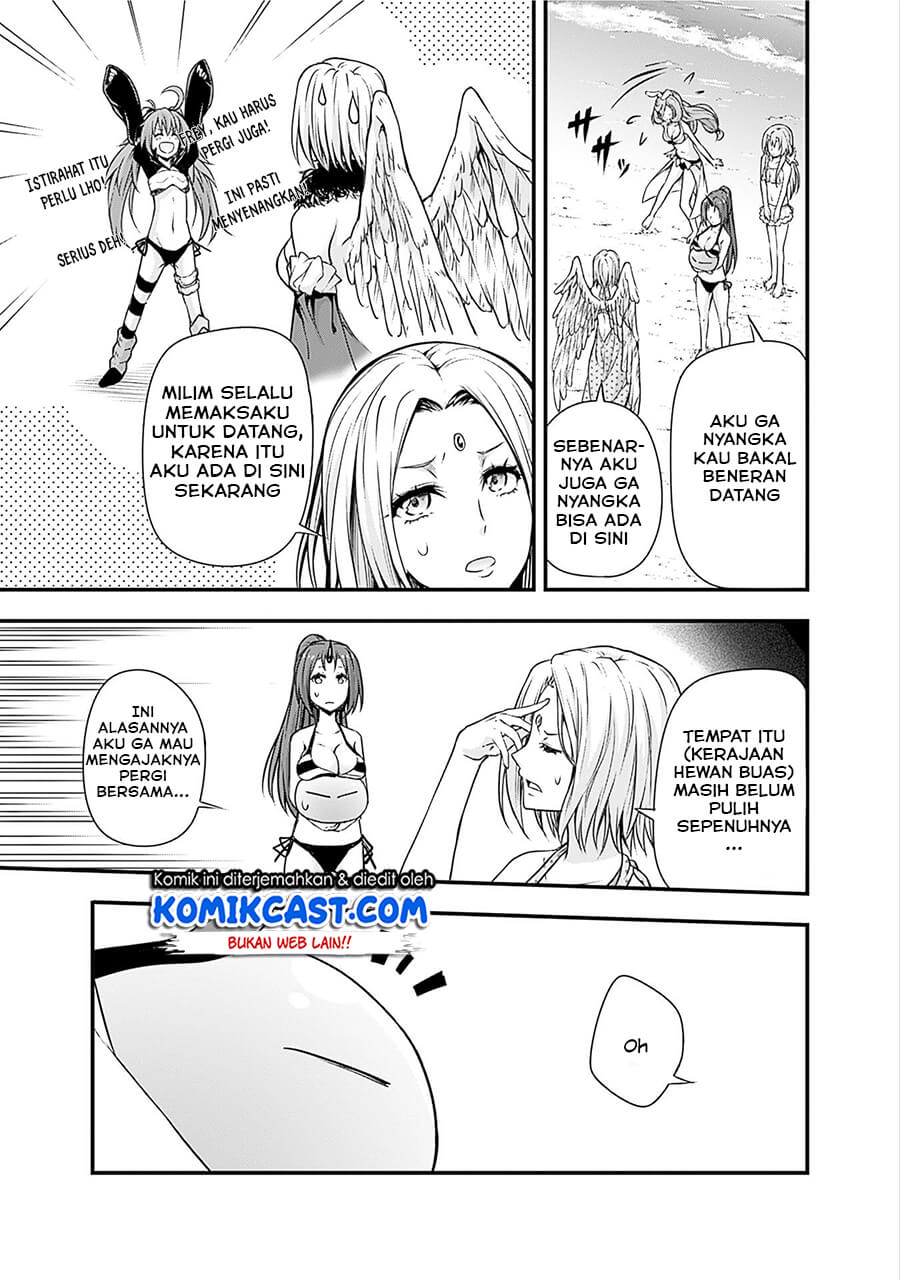 AKU GA
NYANGKA
KAU BAKAL
BENERAN
DATANG
SEBENAR-
NYA AKU
JUGA GA
NYANGKA
BISA ADA
DI SINI
FREY, KAU HARUS
PERGI JUGA!
ISTIRAHAT ITU
PERLU LHO!
INI PASTI
MENYENANGKAN!
SERIUS DEH!
MILIM SELALU
MEMAKSAKU
UNTUK DATANG,
KARENA ITU
AKU ADA DI SINI
SEKARANG
TEMPAT ITU
(KERAJAAN
HEWAN BUAS)
MASIH BELUM
PULIH
SEPENUHNYA
...
INI
ALASANNYA
AKU GA MAU
MENGAJAKNYA
PERGI
BERSAMA...
Komik ini diterjemahkan & diedit oleh
KOMIKCAST.COM
BUKAN WEB LAIN!!
Oh